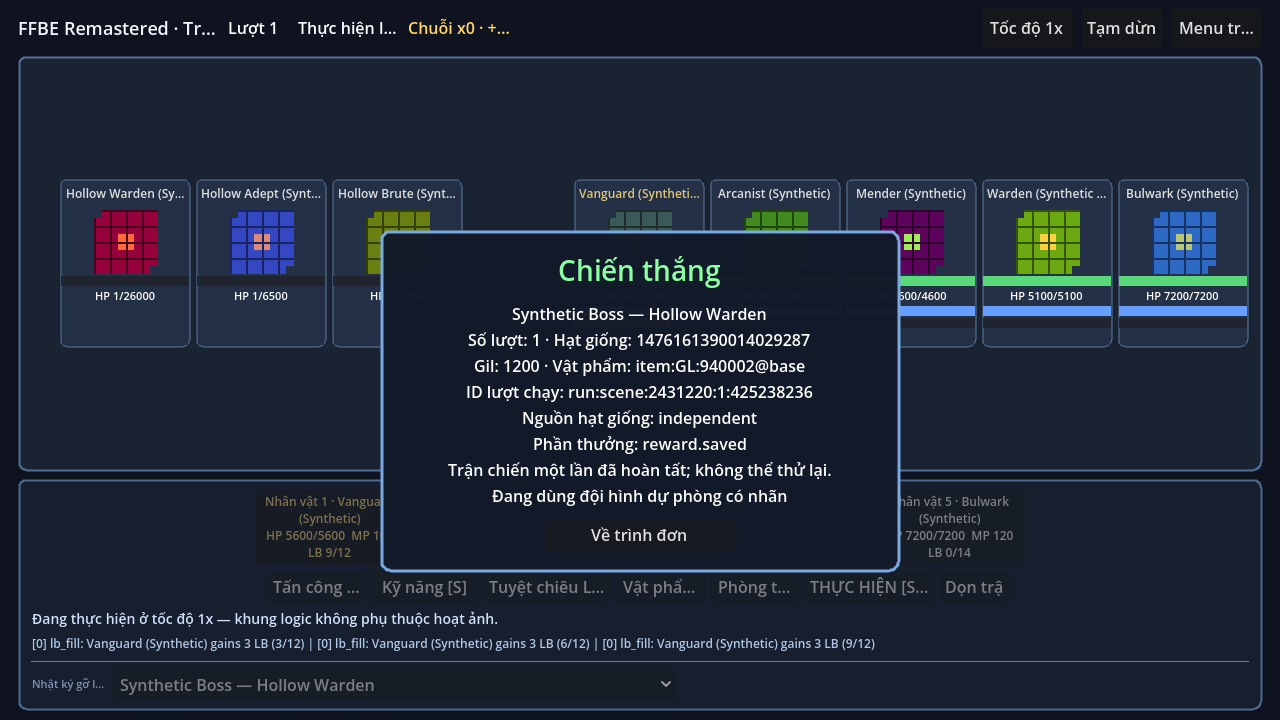 FFBE Remastered · Tr... Lượt 1 Thực hiện l... Chuỗi x0 · +... Tốc độ 1x Tạm dừng Menu tr...
Hollow Warden (Sy... Hollow Adept (Synt... Hollow Brute (Synt... Vanguard (Syntheti... Arcanist (Synthetic) Mender (Synthetic) Warden (Synthetic ... Bulwark (Synthetic)
HP 1/26000 HP 1/6500 HP 5100/5100 HP 7200/7200
Chiến thắng
Synthetic Boss — Hollow Warden
Số lượt: 1 · Hạt giống: 1476161390014029287
Gil: 1200 · Vật phẩm: item:GL:940002@base
ID lượt chạy: run:scene:2431220:1:425238236
Nguồn hạt giống: independent
Phần thưởng: reward.saved
Trận chiến một lần đã hoàn tất; không thể thử lại.
Đang dùng đội hình dự phòng có nhãn
Về trình đơn
Nhân vật 1 · Vangua
(Synthetic)
HP 5600/5600 MP 1
LB 9/12
hân vật 5 · Bulwark
(Synthetic)
7200/7200 MP 120
LB 0/14
Tấn công ... Kỹ năng [S] Tuyệt chiêu L... Vật phẩ... Phòng t... THỰC HIỆN [S... Dọn trậ
Đang thực hiện ở tốc độ 1x — khung logic không phụ thuộc hoạt ảnh.
[0] lb_fill: Vanguard (Synthetic) gains 3 LB (3/12) | [0] lb_fill: Vanguard (Synthetic) gains 3 LB (6/12) | [0] lb_fill: Vanguard (Synthetic) gains 3 LB (9/12)
Nhật ký gỡ l... Synthetic Boss — Hollow Warden